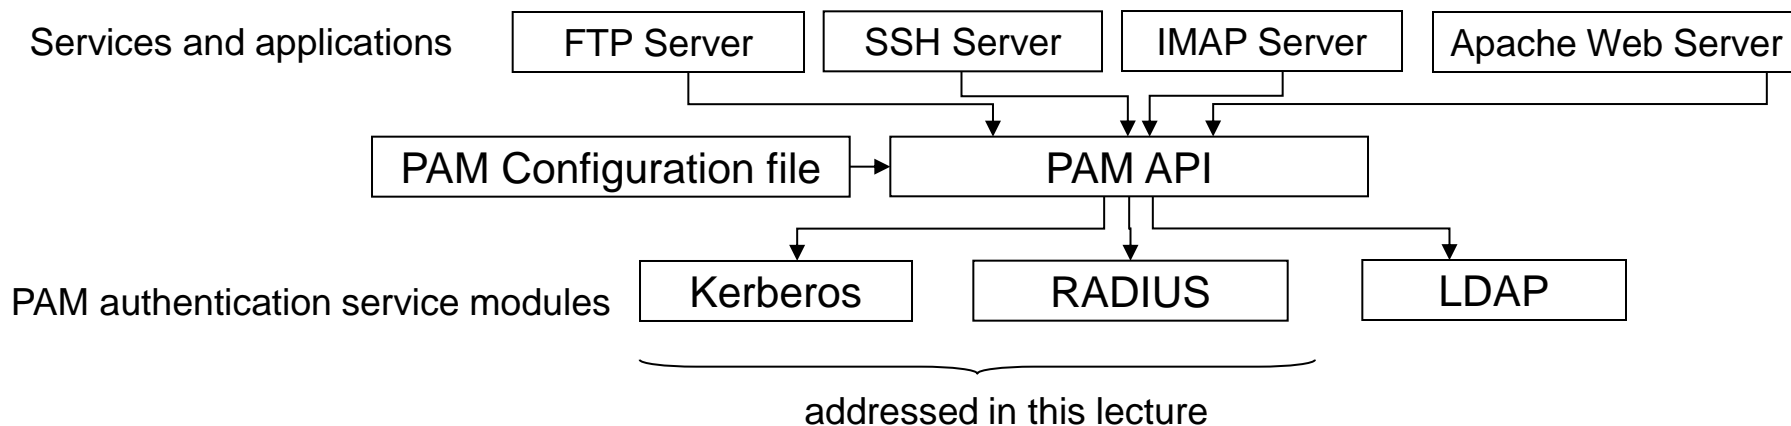 Services and applications FTP Server SSH Server IMAP Server Apache Web Server
PAM Configuration file PAM API
PAM authentication service modules Kerberos RADIUS LDAP
addressed in this lecture